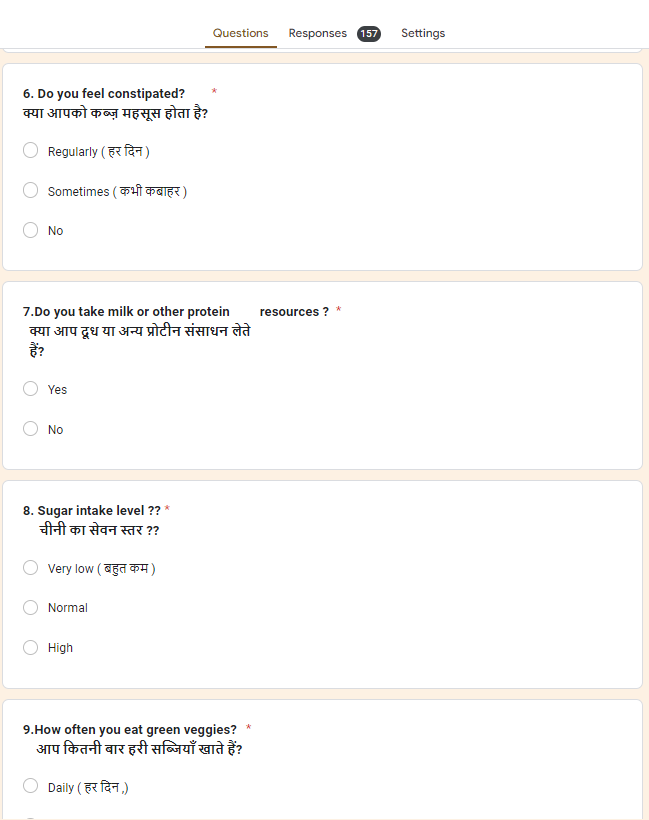 Questions Responses 157 Settings
6. Do you feel constipated? *
क्या आपको कब्ज़ महसूस होता है?
Regularly ( हर दिन )
Sometimes ( कभी कबाहर )
No
7.Do you take milk or other protein resources ? *
क्या आप दूध या अन्य प्रोटीन संसाधन लेते
हैं?
Yes
No
8. Sugar intake level ?? *
चीनी का सेवन स्तर ??
Very low ( बहुत कम )
Normal
High
9.How often you eat green veggies? *
आप कितनी बार हरी सब्जियाँ खाते हैं?
Daily ( हर दिन ,)